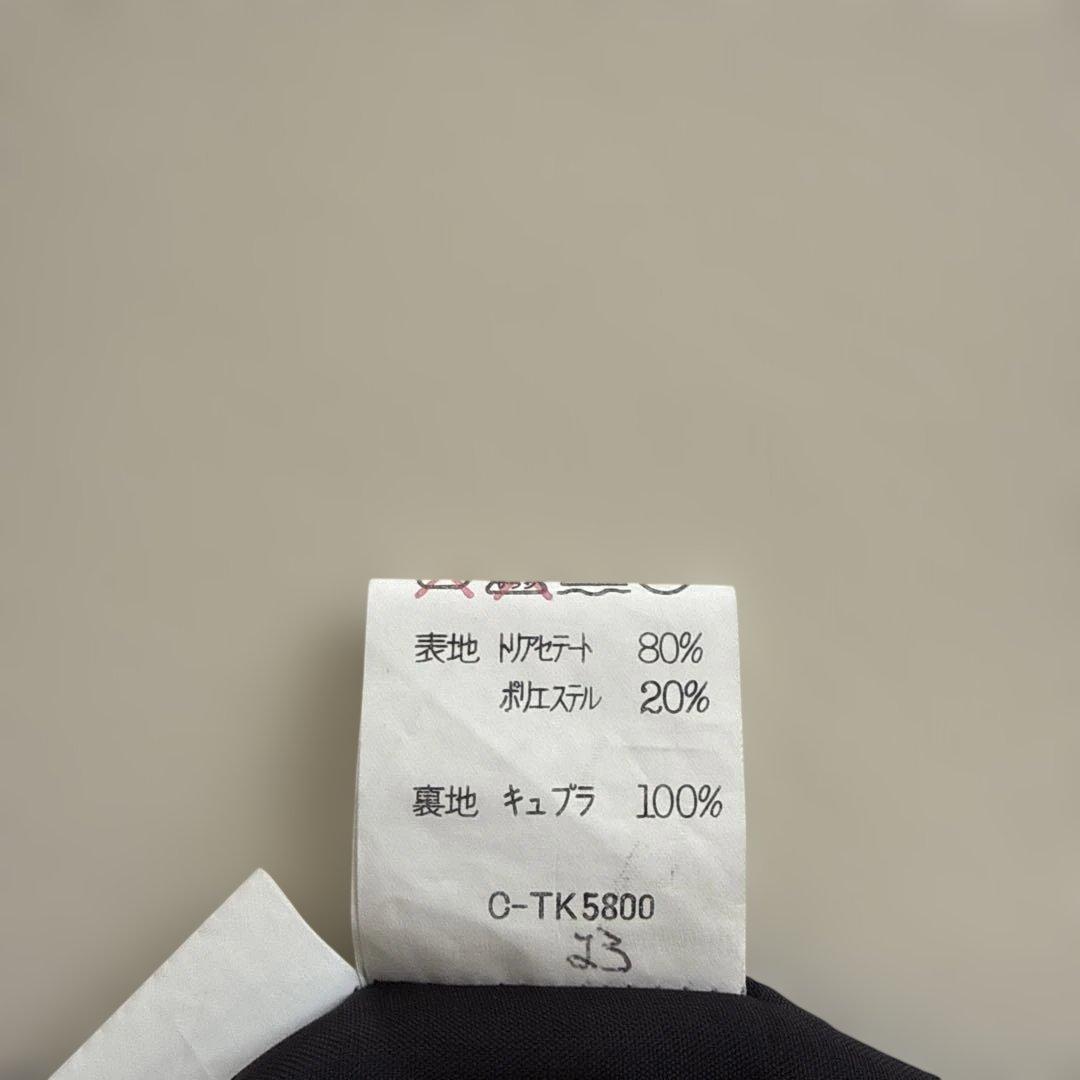 表地 トリアセテート 80%
ポリエステル 20%
裏地 キュプラ 100%
C-TK5800
23